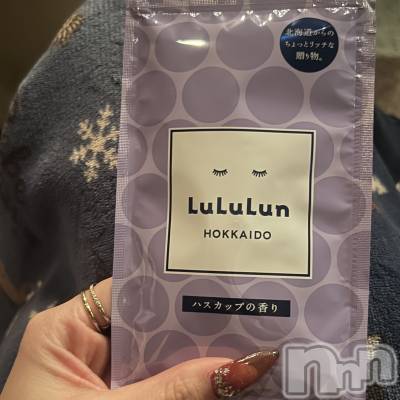 北海道からの
ちょっとリッチな
贈り物。
LuLuLun
HOKKAIDO
ハスカップの香り
nnn